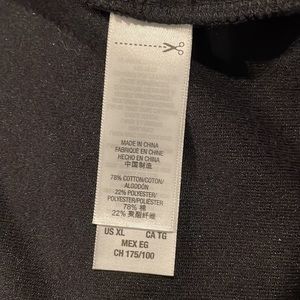 MADE IN CHINA
FABRIQUÉ EN CHINE
HECHO EN CHINA
中国制造
78% COTTON/COTON/
ALGODÓN
22% POLYESTER/
POLYESTER/POLIÉSTER
78% 棉
22% 聚酯纤维
US XL CA TG
MEX EG
CH 175/100